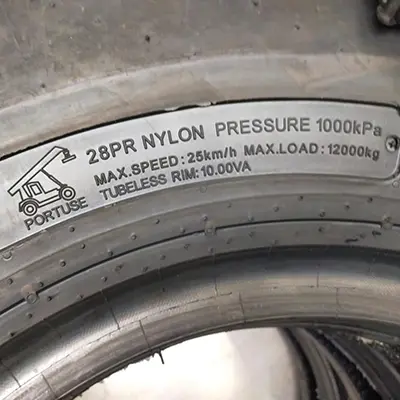 28PR NYLON PRESSURE 1000kPa
MAX.SPEED:25km/h MAX.LOAD:12000kg
TUBELESS RIM:10.00VA
PORTUSE